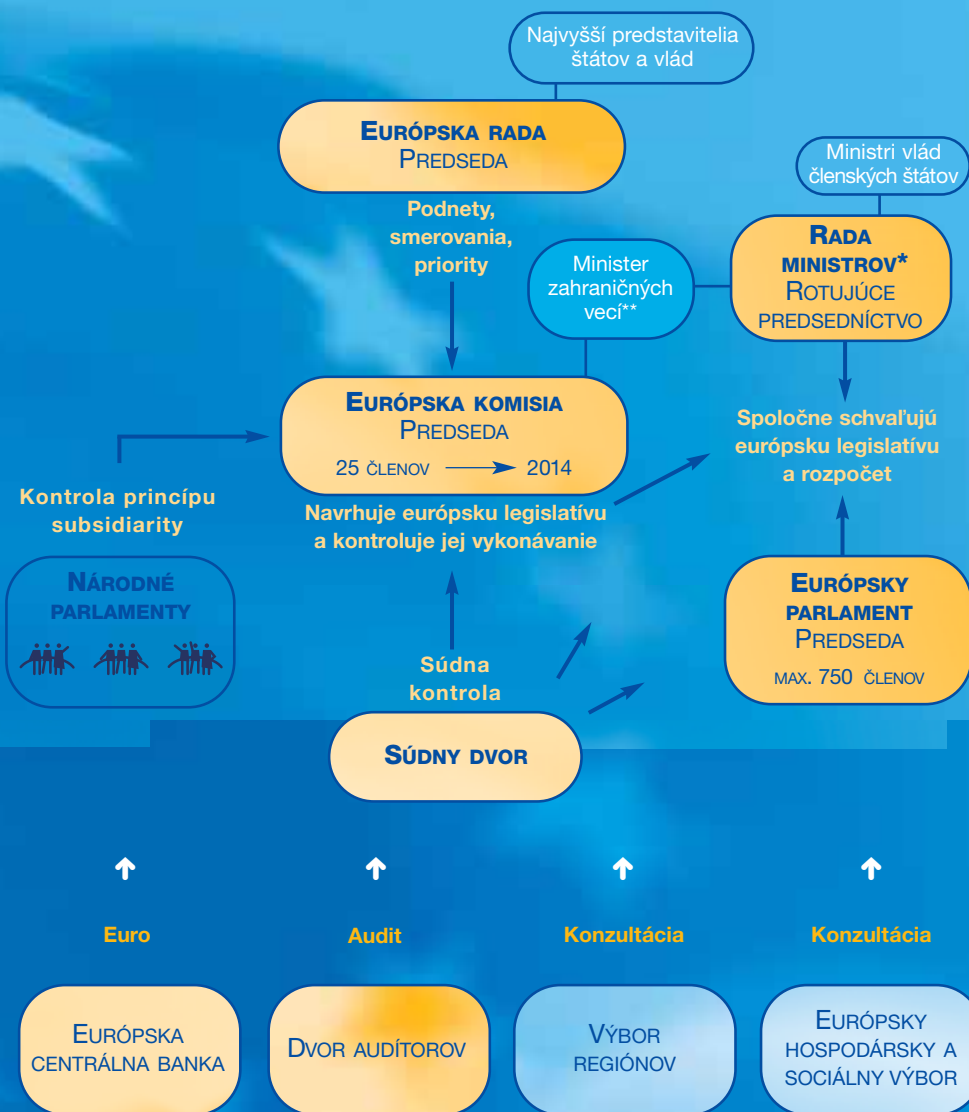 Najvyšší predstavitelia
štátov a vlád
EURÓPSKA RADA
PREDSEDA
Ministri vlád
členských štátov
Podnety,
smerovania,
priority
Minister
zahraničných
vecí**
RADA
MINISTROV*
ROTUJÚCE
PREDSEDNÍCTVO
EURÓPSKA KOMISIA
PREDSEDA
25 ČLENOV 2014
Spoločne schvaľujú
európsku legislatívu
a rozpočet
Kontrola princípu
subsidiarity
Navrhuje európsku legislatívu
a kontroluje jej vykonávanie
NÁRODNÉ
PARLAMENTY
EURÓPSKY
PARLAMENT
PREDSEDA
MAX. 750 ČLENOV
Súdna
kontrola
SÚDNY DVOR
Euro
Audit
Konzultácia
Konzultácia
EURÓPSKA
CENTRÁLNA BANKA
DVOR AUDÍTOROV
VÝBOR
REGIÓNOV
EURÓPSKY
HOSPODÁRSKY A
SOCIÁLNY VÝBOR